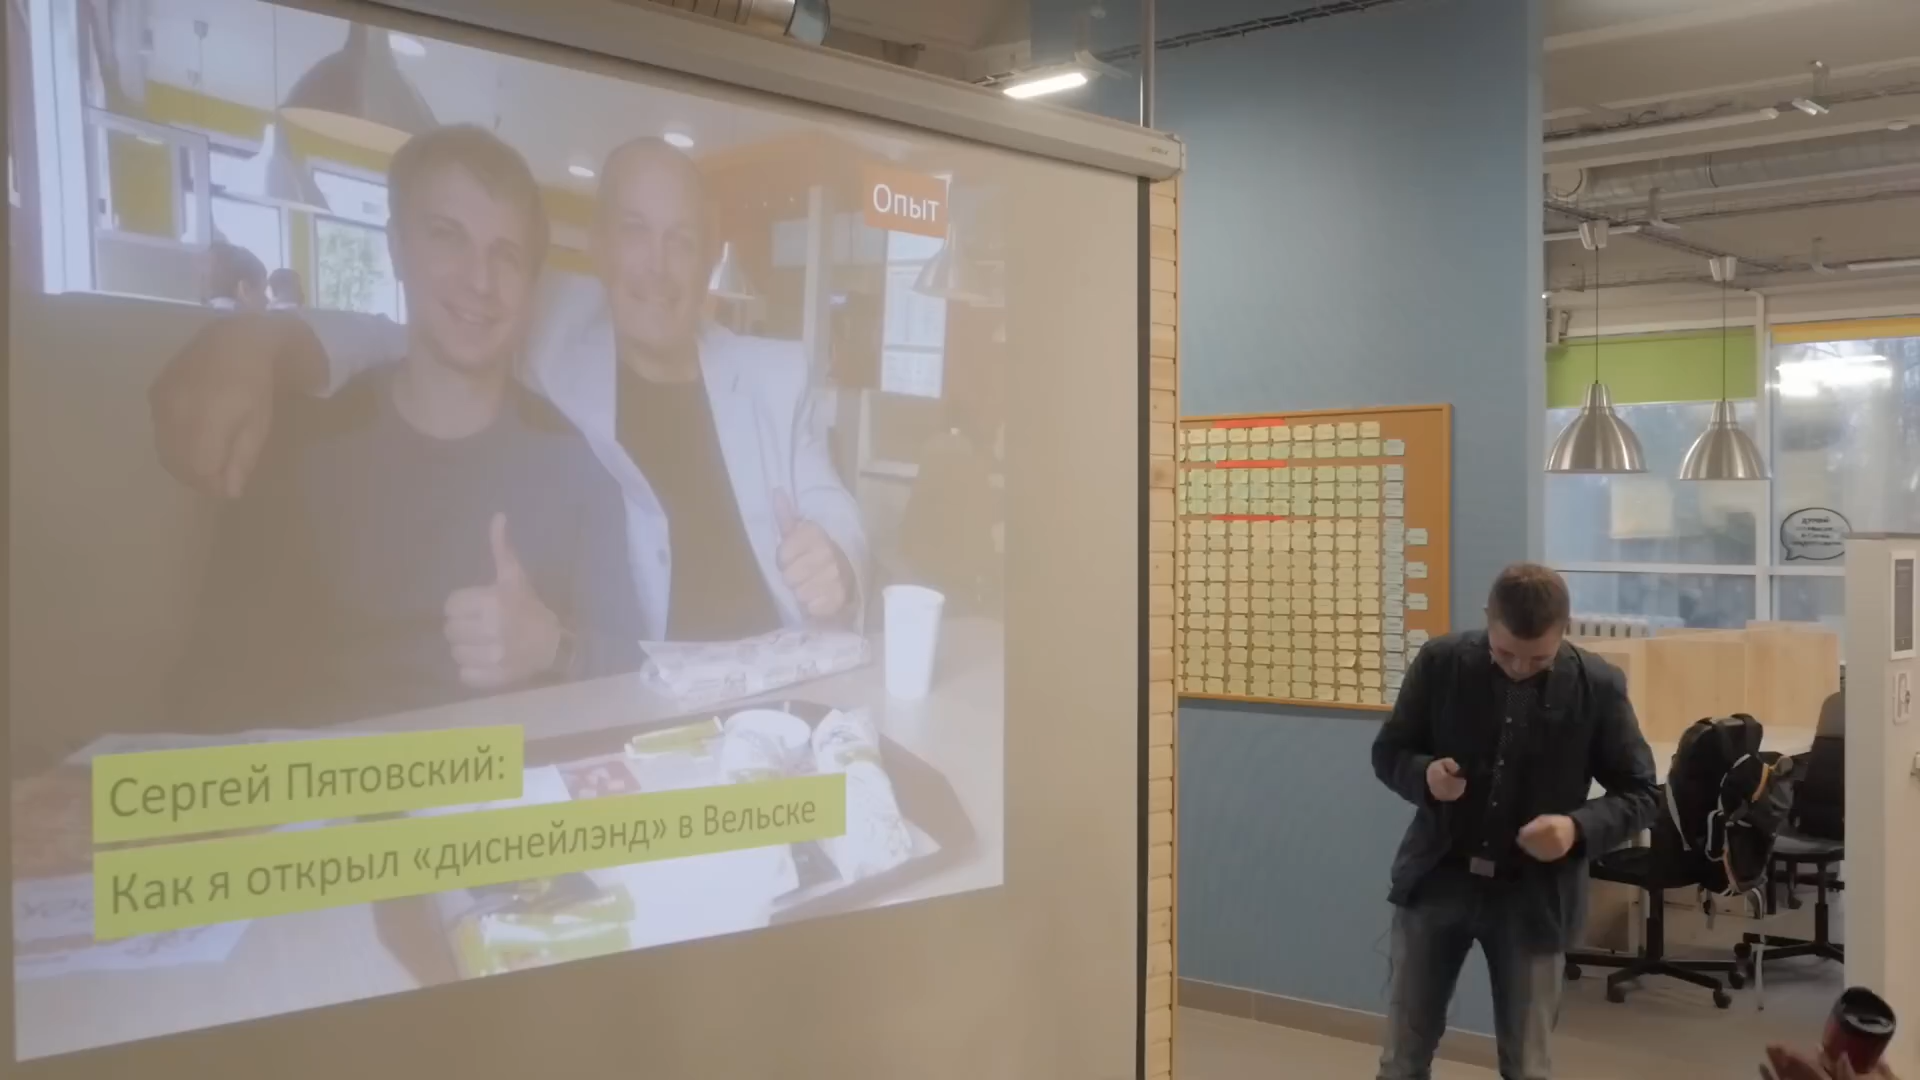 Опыт
Сергей Пятовский:
Как я открыл «диснейлэнд» в Вельске